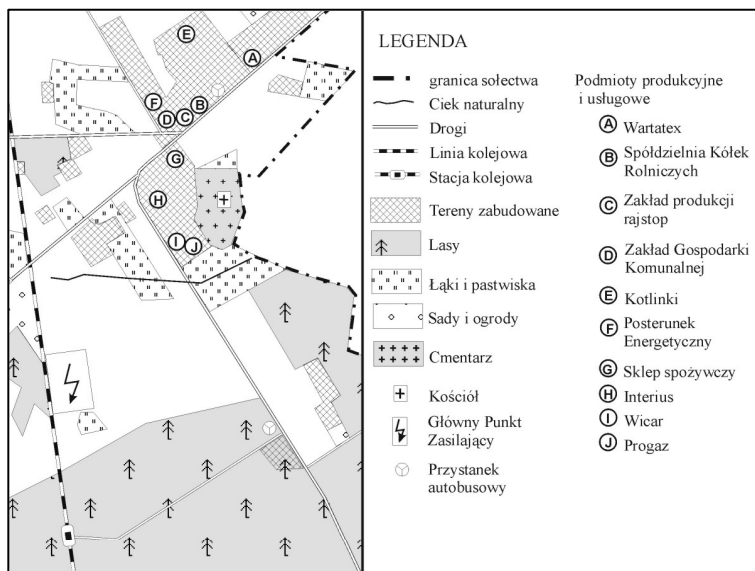 E
A
F
D
C
B
G
H
I
J
LEGENDA
granica sołectwa
Ciek naturalny
Drogi
Linia kolejowa
Stacja kolejowa
Tereny zabudowane
Lasy
Łąki i pastwiska
Sady i ogrody
Cmentarz
Kościół
Główny Punkt
Zasilający
Przystanek
autobusowy
Podmioty produkcyjne
i usługowe
A Wartatex
B Spółdzielnia Kółek
Rolniczych
C Zakład produkcji
rajstop
D Zakład Gospodarki
Komunalnej
E Kotlinki
F Posterunek
Energetyczny
G Sklep spożywczy
H Interius
I Wicar
J Progaz